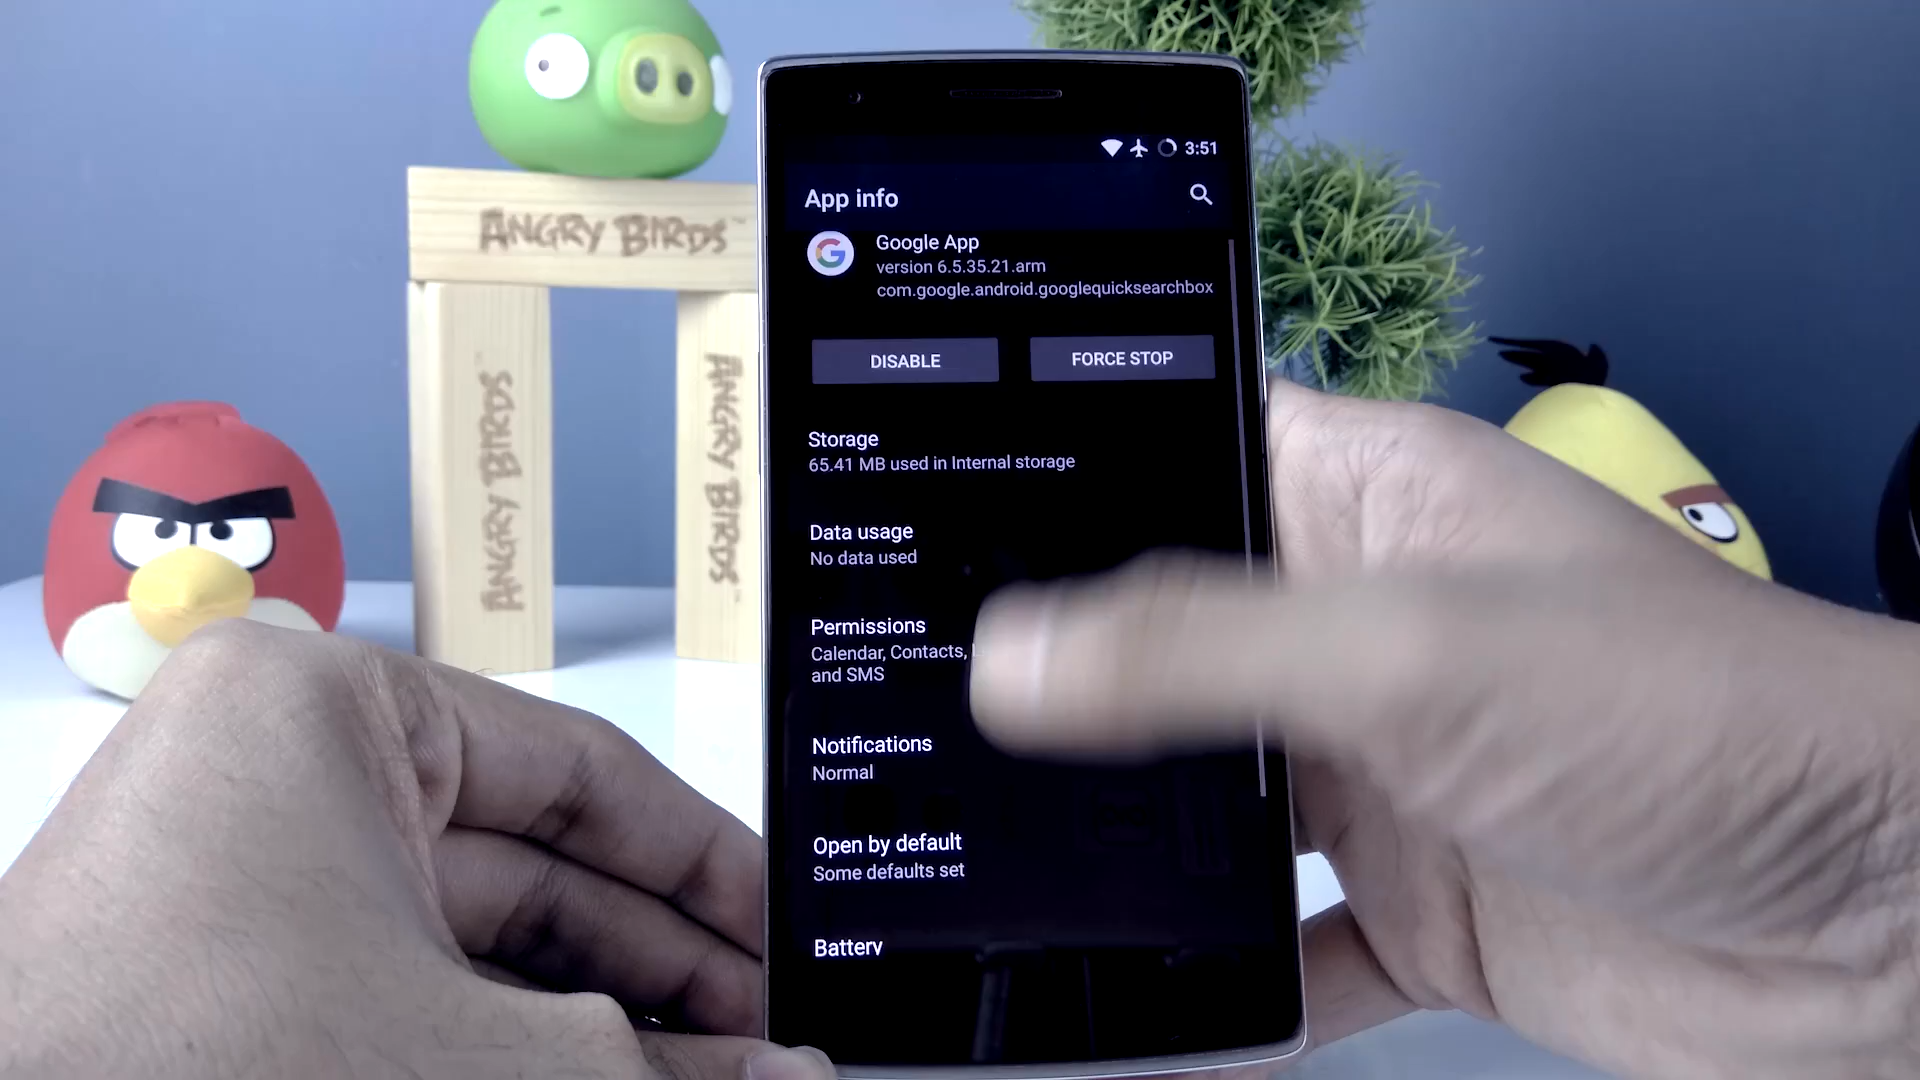 ANGRY BIRDS
ANGRY BIRDS
ANGRY BIRDS
3:51
App info
Google App
version 6.5.35.21.arm
com.google.android.googlequicksearchbox
DISABLE
FORCE STOP
Storage
65.41 MB used in Internal storage
Data usage
No data used
Permissions
Calendar, Contacts,
and SMS
Notifications
Normal
Open by default
Some defaults set
Battery